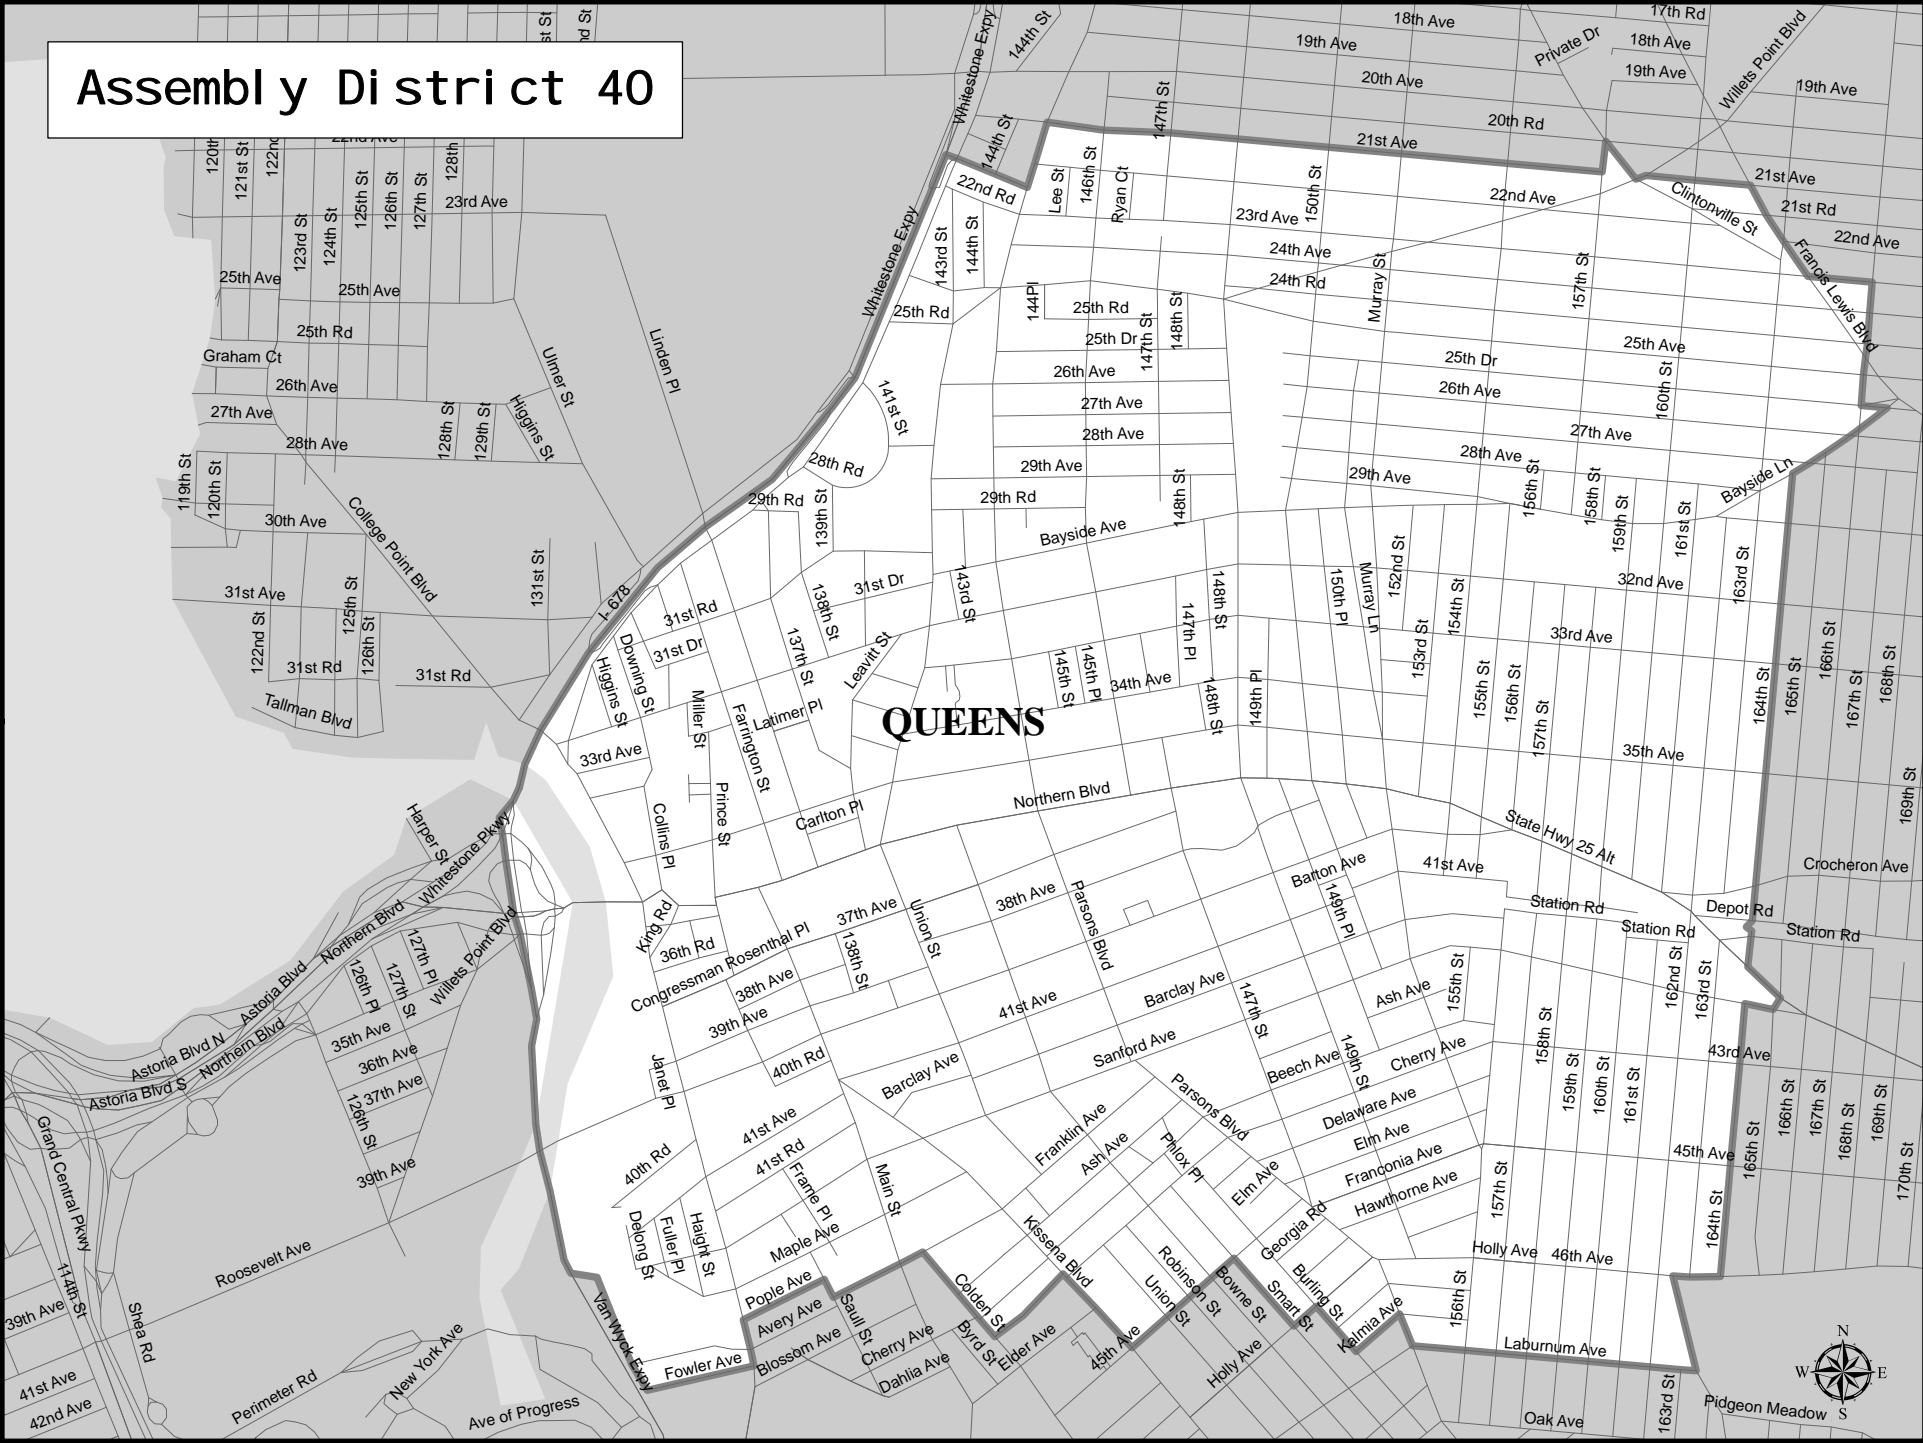 Assembly District 40
st St
nd St
144th St
Whitestone Expy
18th Ave
17th Rd
Private Dr
18th Ave
Willets Point Blvd
19th Ave
19th Ave
20th Ave
19th Ave
Whitestone Expy
147th St
20th Rd
21st Ave
144th St
22nd Ave
120th
121st St
122nd
128th
125th St
126th St
127th St
23rd Ave
123rd St
124th St
22nd Rd
Lee St
146th St
Ryan Ct
150th St
22nd Ave
21st Ave
Clintonville St
21st Rd
22nd Ave
23rd Ave
143rd St
144th St
24th Ave
Whitestone Expy
25th Ave
25th Ave
24th Rd
Murray St
157th St
Francis Lewis Blvd
25th Rd
144Pl
25th Rd
148th St
25th Rd
25th Dr
147th St
25th Ave
Graham Ct
Ulmer St
Linden Pl
25th Dr
26th Ave
26th Ave
26th Ave
160th St
27th Ave
128th St
129th St
Higgins St
141st St
27th Ave
28th Ave
28th Ave
27th Ave
28th Ave
28th Rd
29th Ave
29th Ave
156th St
Bayside Ln
119th St
120th St
29th Rd
139th St
29th Rd
148th St
158th St
159th St
161st St
30th Ave
College Point Blvd
Bayside Ave
131st St
31st Ave
122nd St
125th St
126th St
I- 678
31st Rd
31st Dr
138th St
143rd St
148th St
147th Pl
150th Pl
Murray Ln
152nd St
154th St
32nd Ave
163rd St
33rd Ave
31st Rd
31st Rd
Tallman Blvd
Higgins St
Downing St
31st Dr
137th St
Leavitt St
145th St
145th Pl
34th Ave
148th St
149th Pl
153rd St
155th St
156th St
157th St
164th St
165th St
166th St
167th St
168th St
Miller St
Farrington St
Latimer Pl
QUEENS
33rd Ave
35th Ave
169th St
Harper St
Whitestone Pkwy
Collins Pl
Prince St
Carlton Pl
Northern Blvd
State Hwy 25 Alt
Crocheron Ave
41st Ave
Barton Ave
149th Pl
Station Rd
Depot Rd
Station Rd
Station Rd
King Rd
36th Rd
37th Ave
Union St
38th Ave
Parsons Blvd
Congressman Rosenthal Pl
138th St
38th Ave
39th Ave
Northern Blvd
127th Pl
126th Pl
127th St
Willets Point Blvd
Astoria Blvd
Astoria Blvd N
Northern Blvd
Astoria Blvd S
35th Ave
36th Ave
37th Ave
126th St
39th Ave
41st Ave
Barclay Ave
147th St
Ash Ave
155th St
162nd St
163rd St
158th St
43rd Ave
Janet Pl
40th Rd
Barclay Ave
Sanford Ave
Beech Ave
149th St
Cherry Ave
159th St
160th St
161st St
166th St
167th St
168th St
169th St
Grand Central Pkwy
41st Ave
Parsons Blvd
Delaware Ave
Franklin Ave
Ash Ave
Phlox Pl
Elm Ave
Elm Ave
Franconia Ave
Hawthorne Ave
45th Ave
165th St
170th St
40th Rd
41st Rd
Frame Pl
Main St
157th St
164th St
Delong St
Fuller Pl
Haight St
Maple Ave
Kissena Blvd
Georgia Rd
Holly Ave
46th Ave
Roosevelt Ave
114th St
39th Ave
Shea Rd
Pople Ave
Avery Ave
Saull St
Colden St
Robinson St
Union St
Bowne St
Smart St
Burling St
Kalmia Ave
156th St
Van Wyck Expy
Fowler Ave
Blossom Ave
Cherry Ave
Dahlia Ave
Byrd St
Elder Ave
45th Ave
Holly Ave
Laburnum Ave
41st Ave
42nd Ave
Perimeter Rd
New York Ave
Ave of Progress
Oak Ave
163rd St
Pidgeon Meadow
N
W
E
S